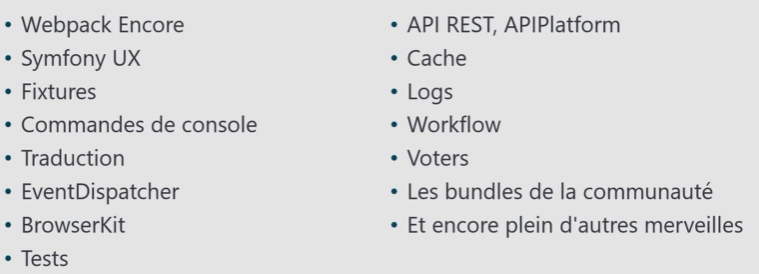 • Webpack Encore
• Symfony UX
• Fixtures
• Commandes de console
• Traduction
• EventDispatcher
• BrowserKit
• Tests
• API REST, APIPlatform
• Cache
• Logs
• Workflow
• Voters
• Les bundles de la communauté
• Et encore plein d'autres merveilles